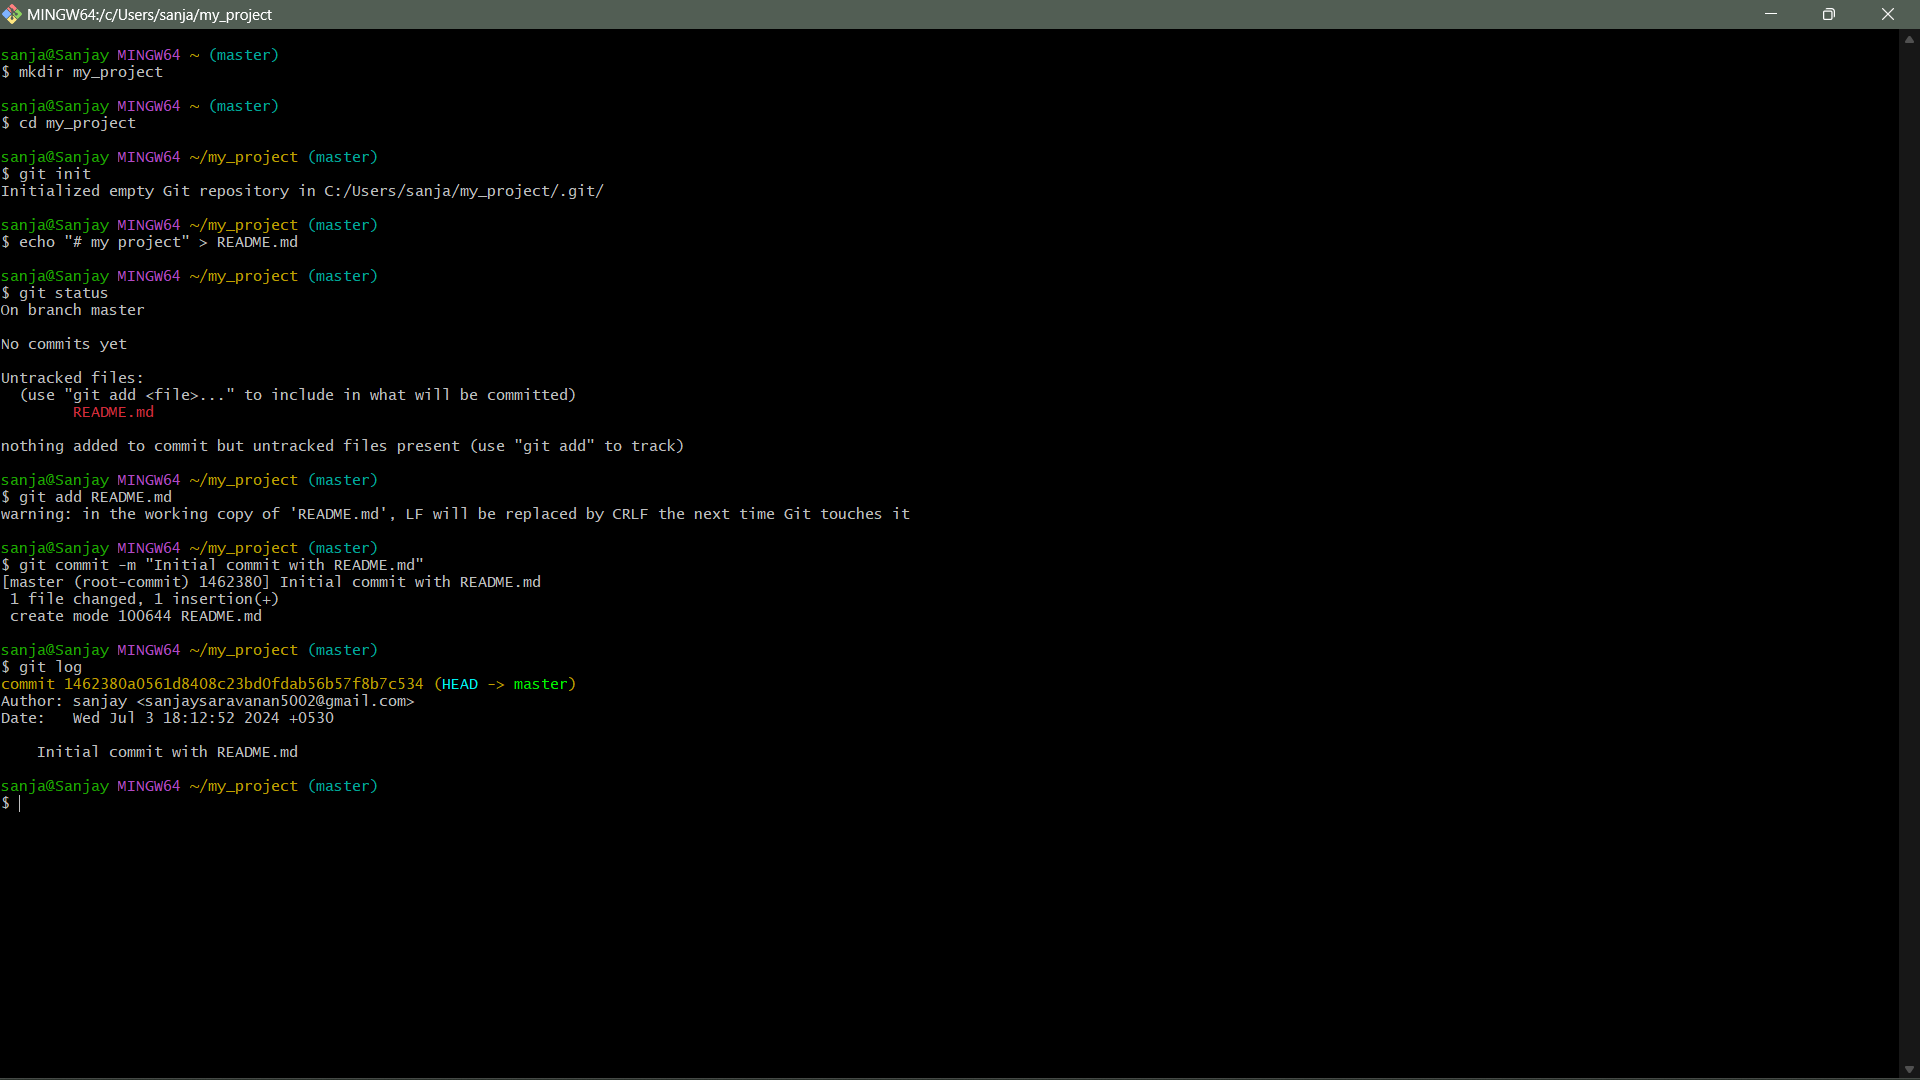 MINGW64:/c/Users/sanja/my_project
sanja@Sanjay MINGW64 ~ (master)
$ mkdir my_project
sanja@Sanjay MINGW64 ~ (master)
$ cd my_project
sanja@Sanjay MINGW64 ~/my_project (master)
$ git init
Initialized empty Git repository in C:/Users/sanja/my_project/.git/
sanja@Sanjay MINGW64 ~/my_project (master)
$ echo "# my project" > README.md
sanja@Sanjay MINGW64 ~/my_project (master)
$ git status
On branch master
No commits yet
Untracked files:
  (use "git add <file>..." to include in what will be committed)
        README.md
nothing added to commit but untracked files present (use "git add" to track)
sanja@Sanjay MINGW64 ~/my_project (master)
$ git add README.md
warning: in the working copy of 'README.md', LF will be replaced by CRLF the next time Git touches it
sanja@Sanjay MINGW64 ~/my_project (master)
$ git commit -m "Initial commit with README.md"
[master (root-commit) 1462380] Initial commit with README.md
 1 file changed, 1 insertion(+)
 create mode 100644 README.md
sanja@Sanjay MINGW64 ~/my_project (master)
$ git log
commit 1462380a0561d8408c23bd0fdab56b57f8b7c534 (HEAD -> master)
Author: sanjay <sanjaysaravanan5002@gmail.com>
Date:   Wed Jul 3 18:12:52 2024 +0530
    Initial commit with README.md
sanja@Sanjay MINGW64 ~/my_project (master)
$